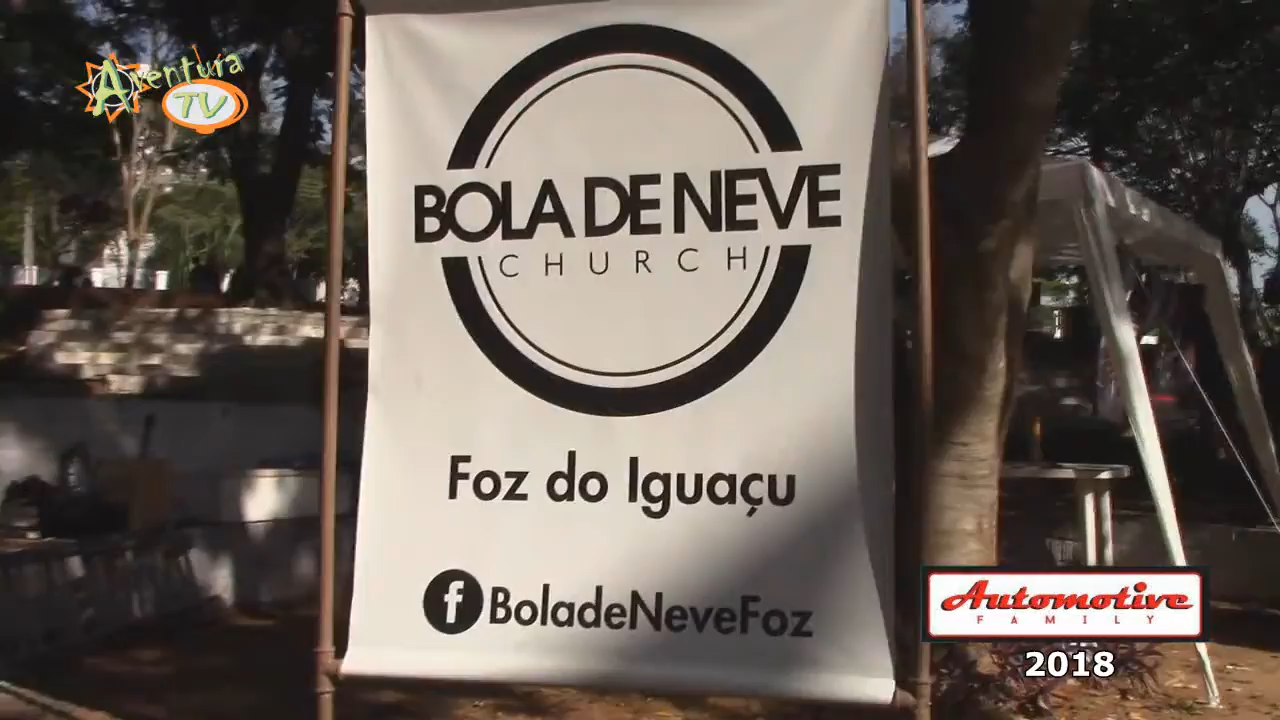 Aventura
TV
BOLA DE NEVE
CHURCH
Foz do Iguaçu
f BoladeNeveFoz
Automotive
FAMILY
2018